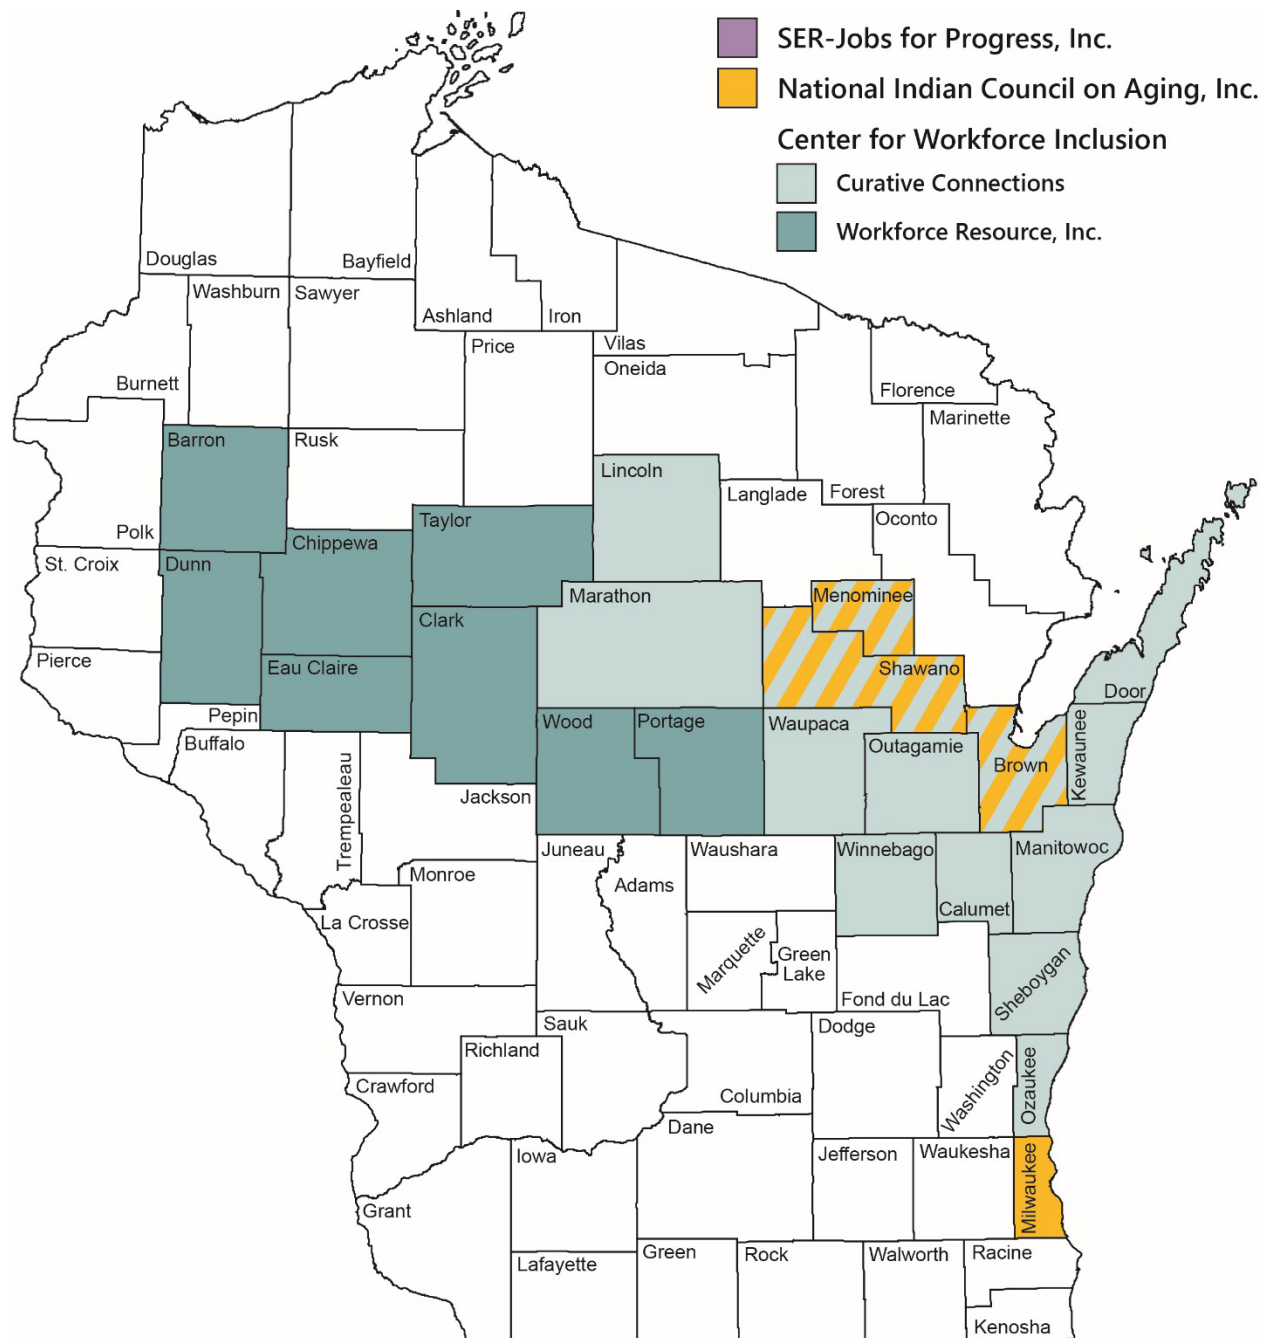 SER-Jobs for Progress, Inc.
National Indian Council on Aging, Inc.
Center for Workforce Inclusion
Curative Connections
Workforce Resource, Inc.
Douglas
Bayfield
Washburn
Sawyer
Ashland
Iron
Price
Vilas
Oneida
Burnett
Florence
Marinette
Barron
Rusk
Lincoln
Langlade
Forest
Oconto
Taylor
Polk
Chippewa
St. Croix
Dunn
Marathon
Menominee
Clark
Pierce
Eau Claire
Shawano
Door
Pepin
Buffalo
Wood
Portage
Waupaca
Outagamie
Brown
Kewaunee
Trempealeau
Jackson
Juneau
Waushara
Winnebago
Manitowoc
Monroe
Adams
Calumet
La Crosse
Marquette
Green
Lake
Sheboygan
Vernon
Fond du Lac
Sauk
Dodge
Richland
Crawford
Columbia
Washington
Ozaukee
Dane
Iowa
Jefferson
Waukesha
Milwaukee
Grant
Lafayette
Green
Rock
Walworth
Racine
Kenosha